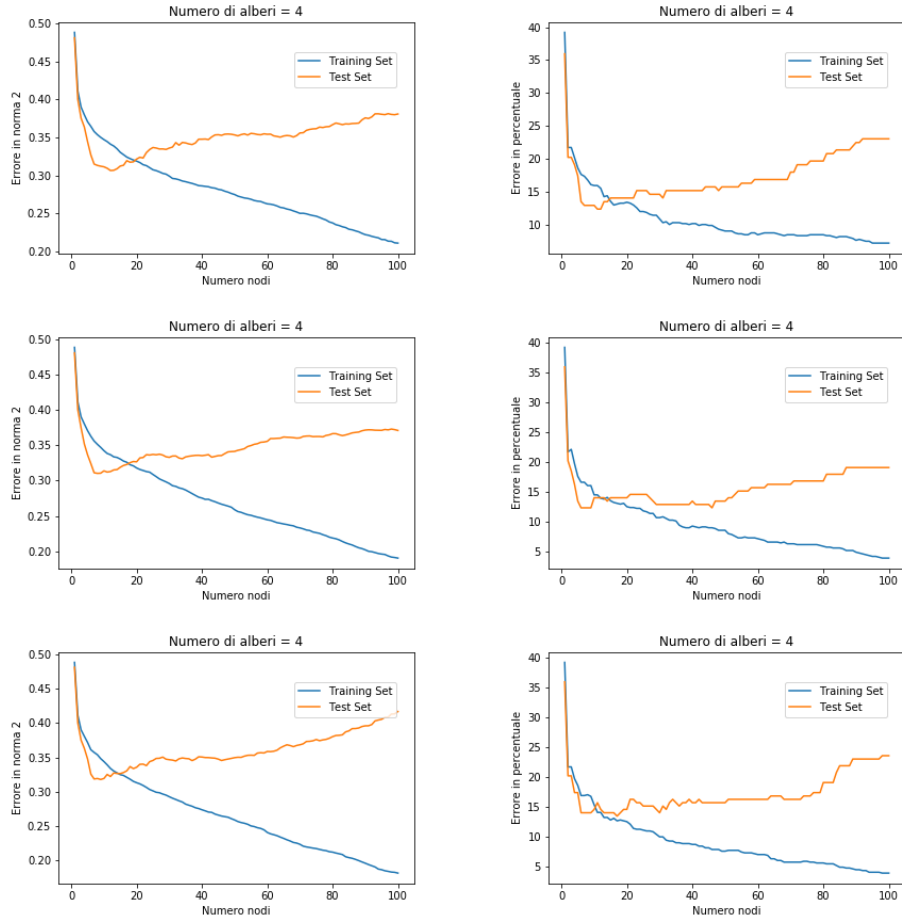 Numero di alberi = 4
Errore in norma 2
0.50
0.45
0.40
0.35
0.30
0.25
0.20
Training Set
Test Set
0 20 40 60 80 100
Numero nodi
Numero di alberi = 4
Errore in percentuale
40
35
30
25
20
15
10
Training Set
Test Set
0 20 40 60 80 100
Numero nodi
Numero di alberi = 4
Errore in norma 2
0.50
0.45
0.40
0.35
0.30
0.25
0.20
Training Set
Test Set
0 20 40 60 80 100
Numero nodi
Numero di alberi = 4
Errore in percentuale
40
35
30
25
20
15
10
5
Training Set
Test Set
0 20 40 60 80 100
Numero nodi
Numero di alberi = 4
Errore in norma 2
0.50
0.45
0.40
0.35
0.30
0.25
0.20
Training Set
Test Set
0 20 40 60 80 100
Numero nodi
Numero di alberi = 4
Errore in percentuale
40
35
30
25
20
15
10
5
Training Set
Test Set
0 20 40 60 80 100
Numero nodi